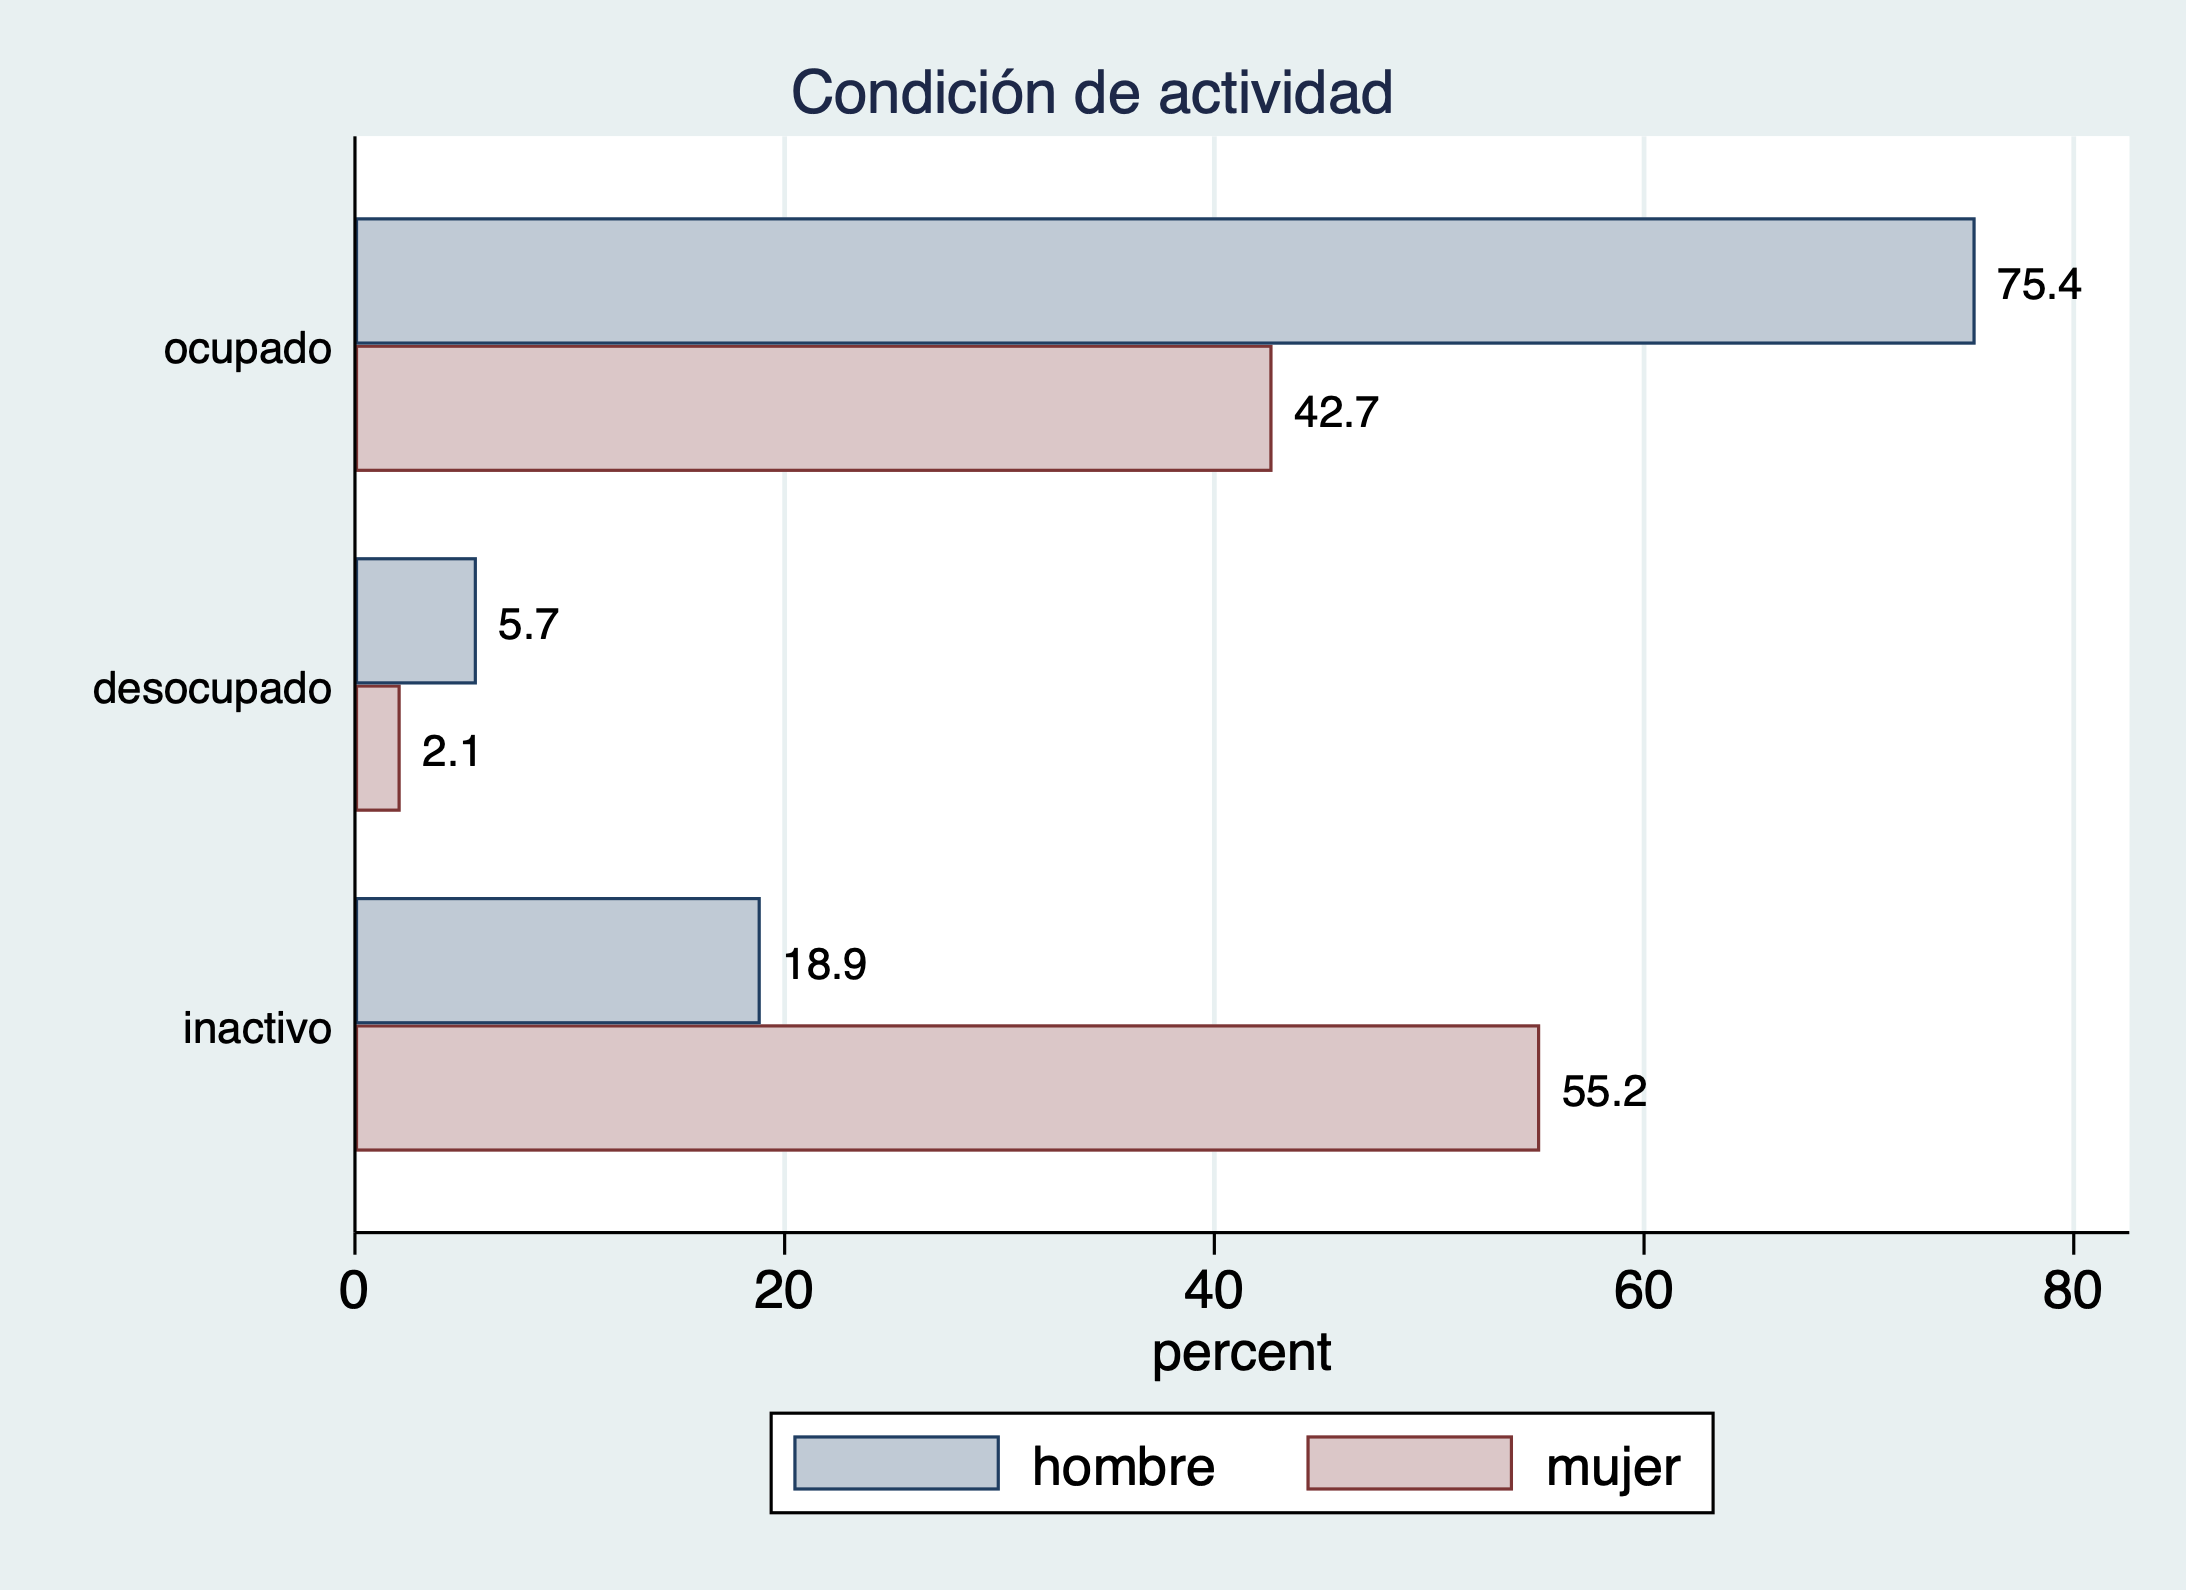 Condición de actividad
75.4
ocupado
42.7
5.7
desocupado
2.1
18.9
inactivo
55.2
0 20 40 60 80
percent
hombre mujer